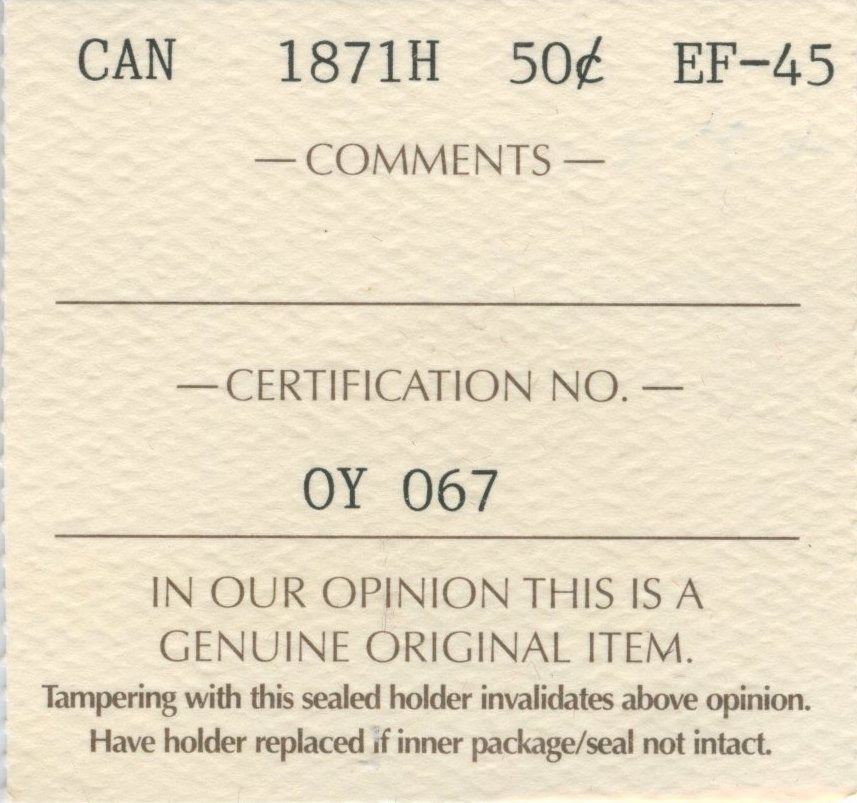 CAN 1871H 50¢ EF-45
— COMMENTS —
— CERTIFICATION NO. —
OY 067
IN OUR OPINION THIS IS A
GENUINE ORIGINAL ITEM.
Tampering with this sealed holder invalidates above opinion.
Have holder replaced if inner package/seal not intact.